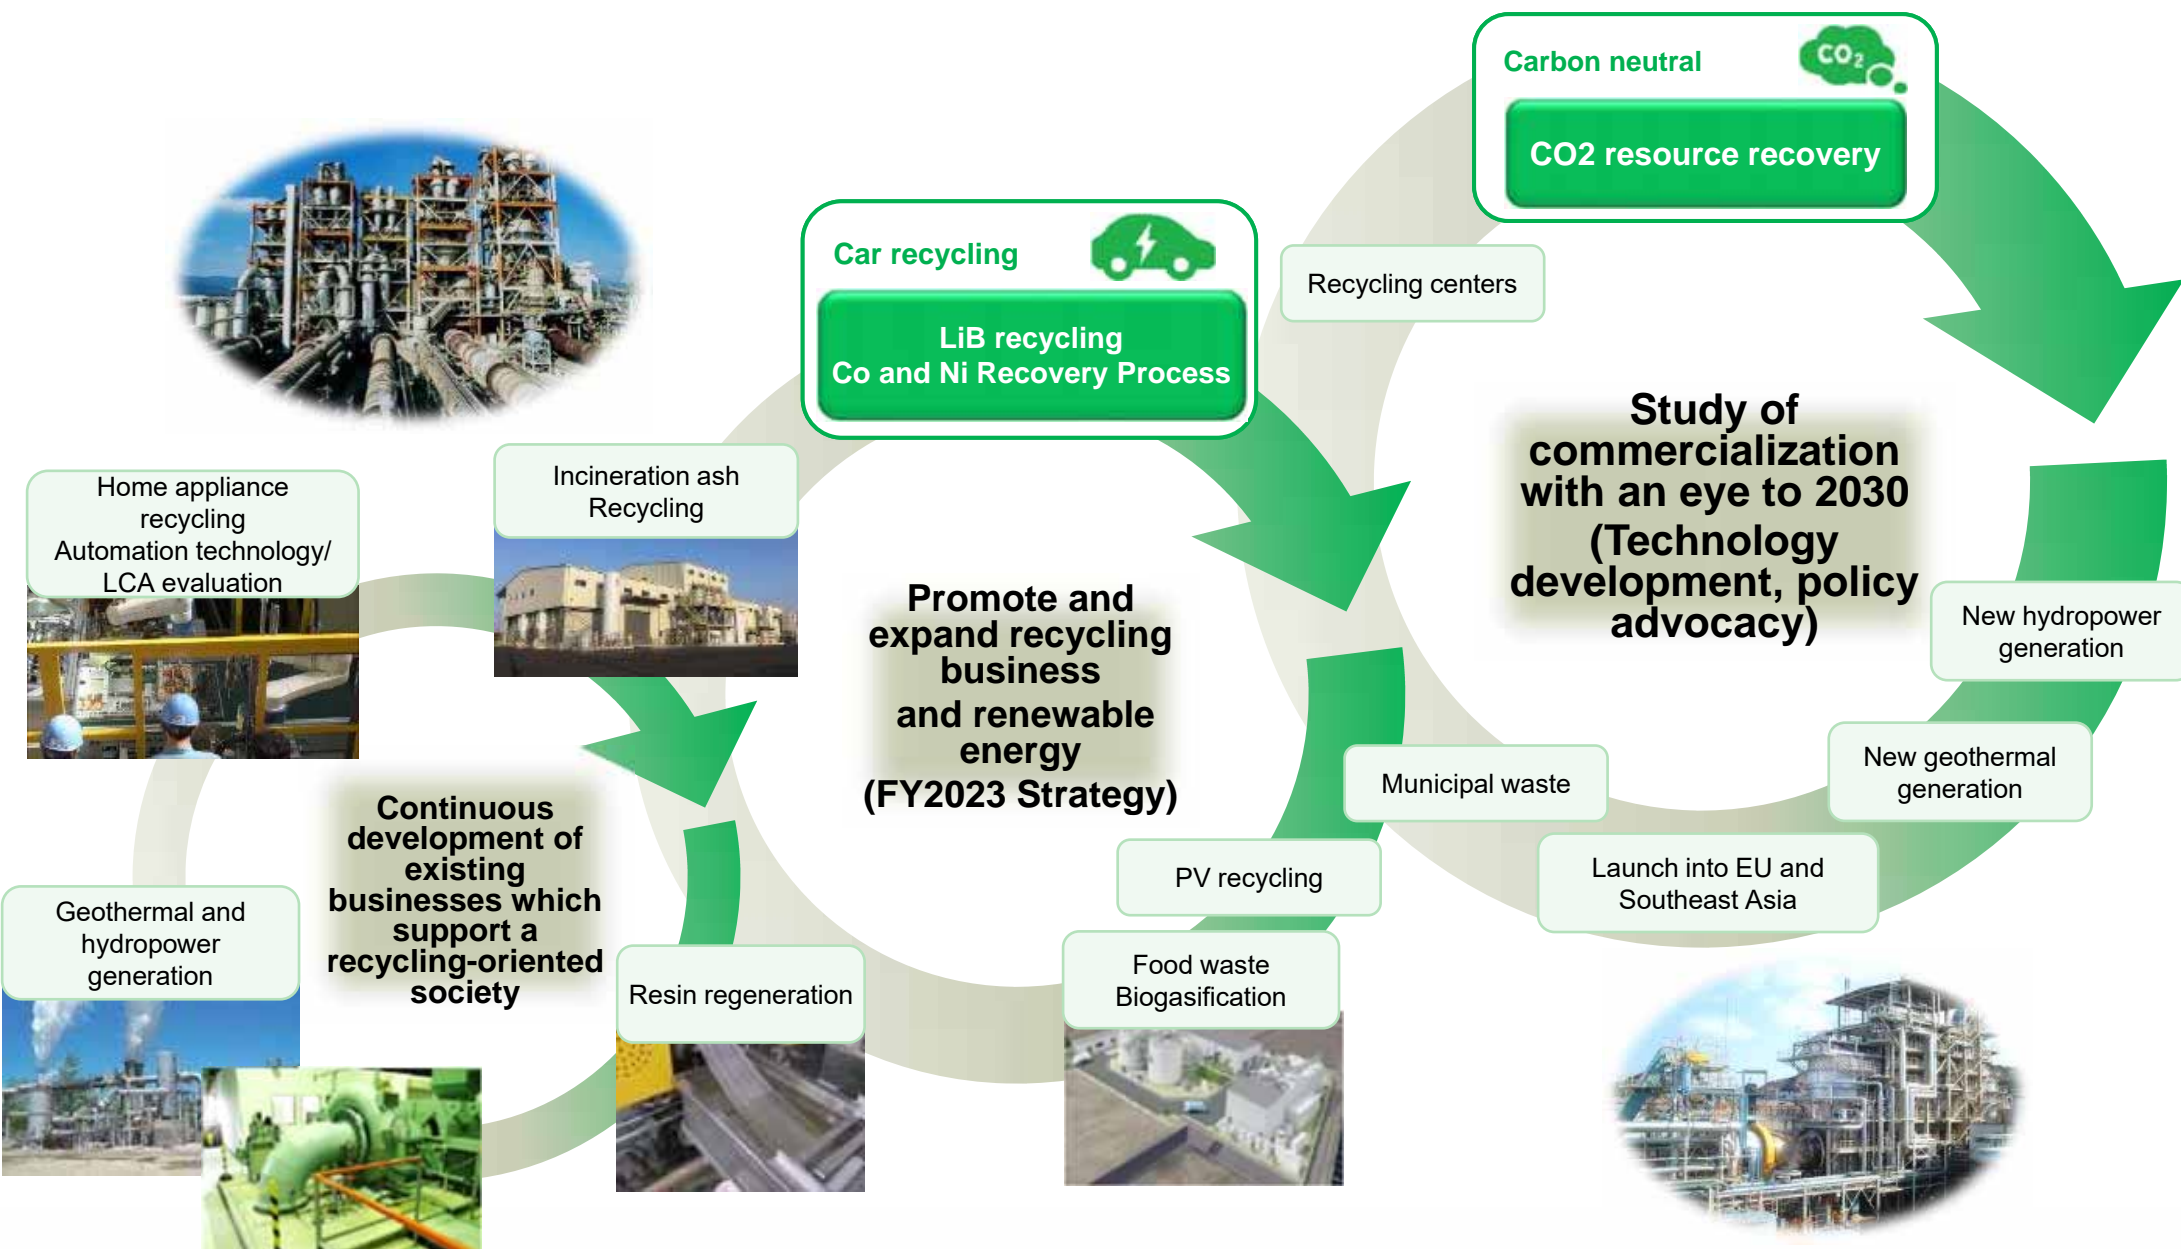 Carbon neutral
CO2
CO2 resource recovery
Car recycling
LiB recycling
Co and Ni Recovery Process
Recycling centers
Study of
commercialization
with an eye to 2030
(Technology
development, policy
advocacy)
Incineration ash
Recycling
Home appliance
recycling
Automation technology/
LCA evaluation
Promote and
expand recycling
business
and renewable
energy
(FY2023 Strategy)
New hydropower
generation
New geothermal
generation
Municipal waste
Continuous
development of
existing
businesses which
support a
recycling-oriented
society
PV recycling
Launch into EU and
Southeast Asia
Geothermal and
hydropower
generation
Resin regeneration
Food waste
Biogasification